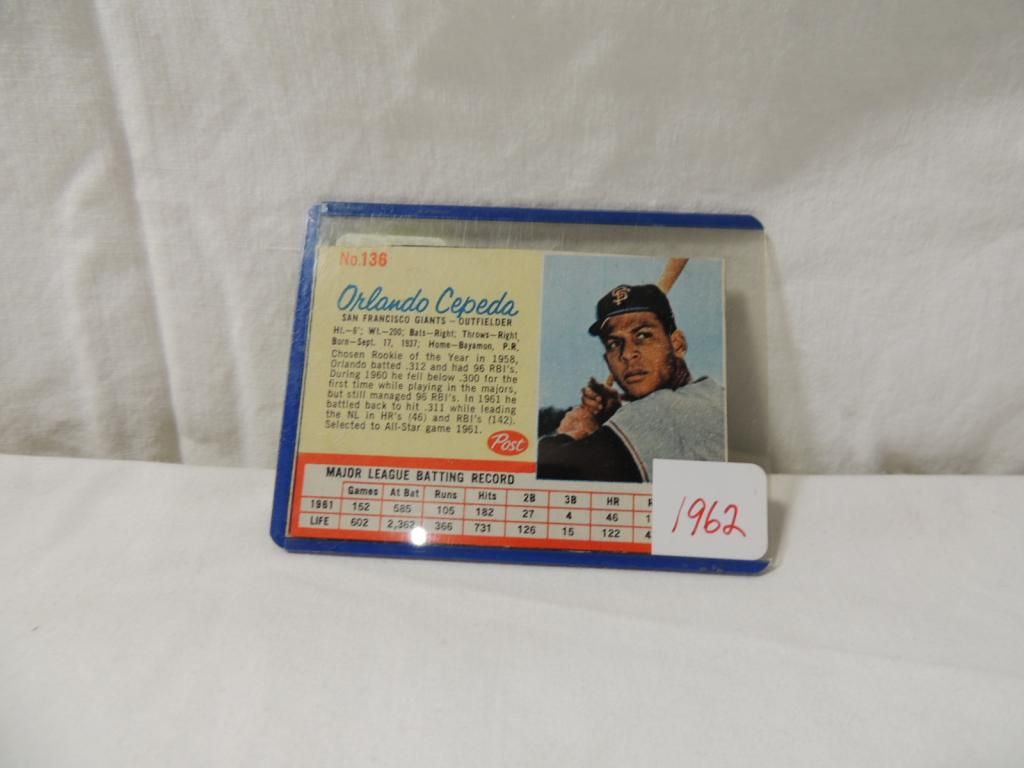 No.136
Orlando Cepeda
SAN FRANCISCO GIANTS – OUTFIELDER
Ht.—6'; Wt.—200; Bats—Right; Throws—Right
Born—Sept. 17, 1937; Home—Bayamon, P.R.
Chosen Rookie of the Year in 1958,
Orlando batted .312 and had 96 RBI's.
During 1960 he fell below .300 for the
first time while playing in the majors,
but still managed 96 RBI's. In 1961 he
battled back to hit .311 while leading
the NL in HR's (46) and RBI's (142).
Selected to All-Star game 1961.
Post
SF
MAJOR LEAGUE BATTING RECORD
Games At Bat Runs Hits 2B 3B HR R
1961 152 585 105 182 27 4 46 1
LIFE 602 2,362 366 731 126 15 122 4
1962